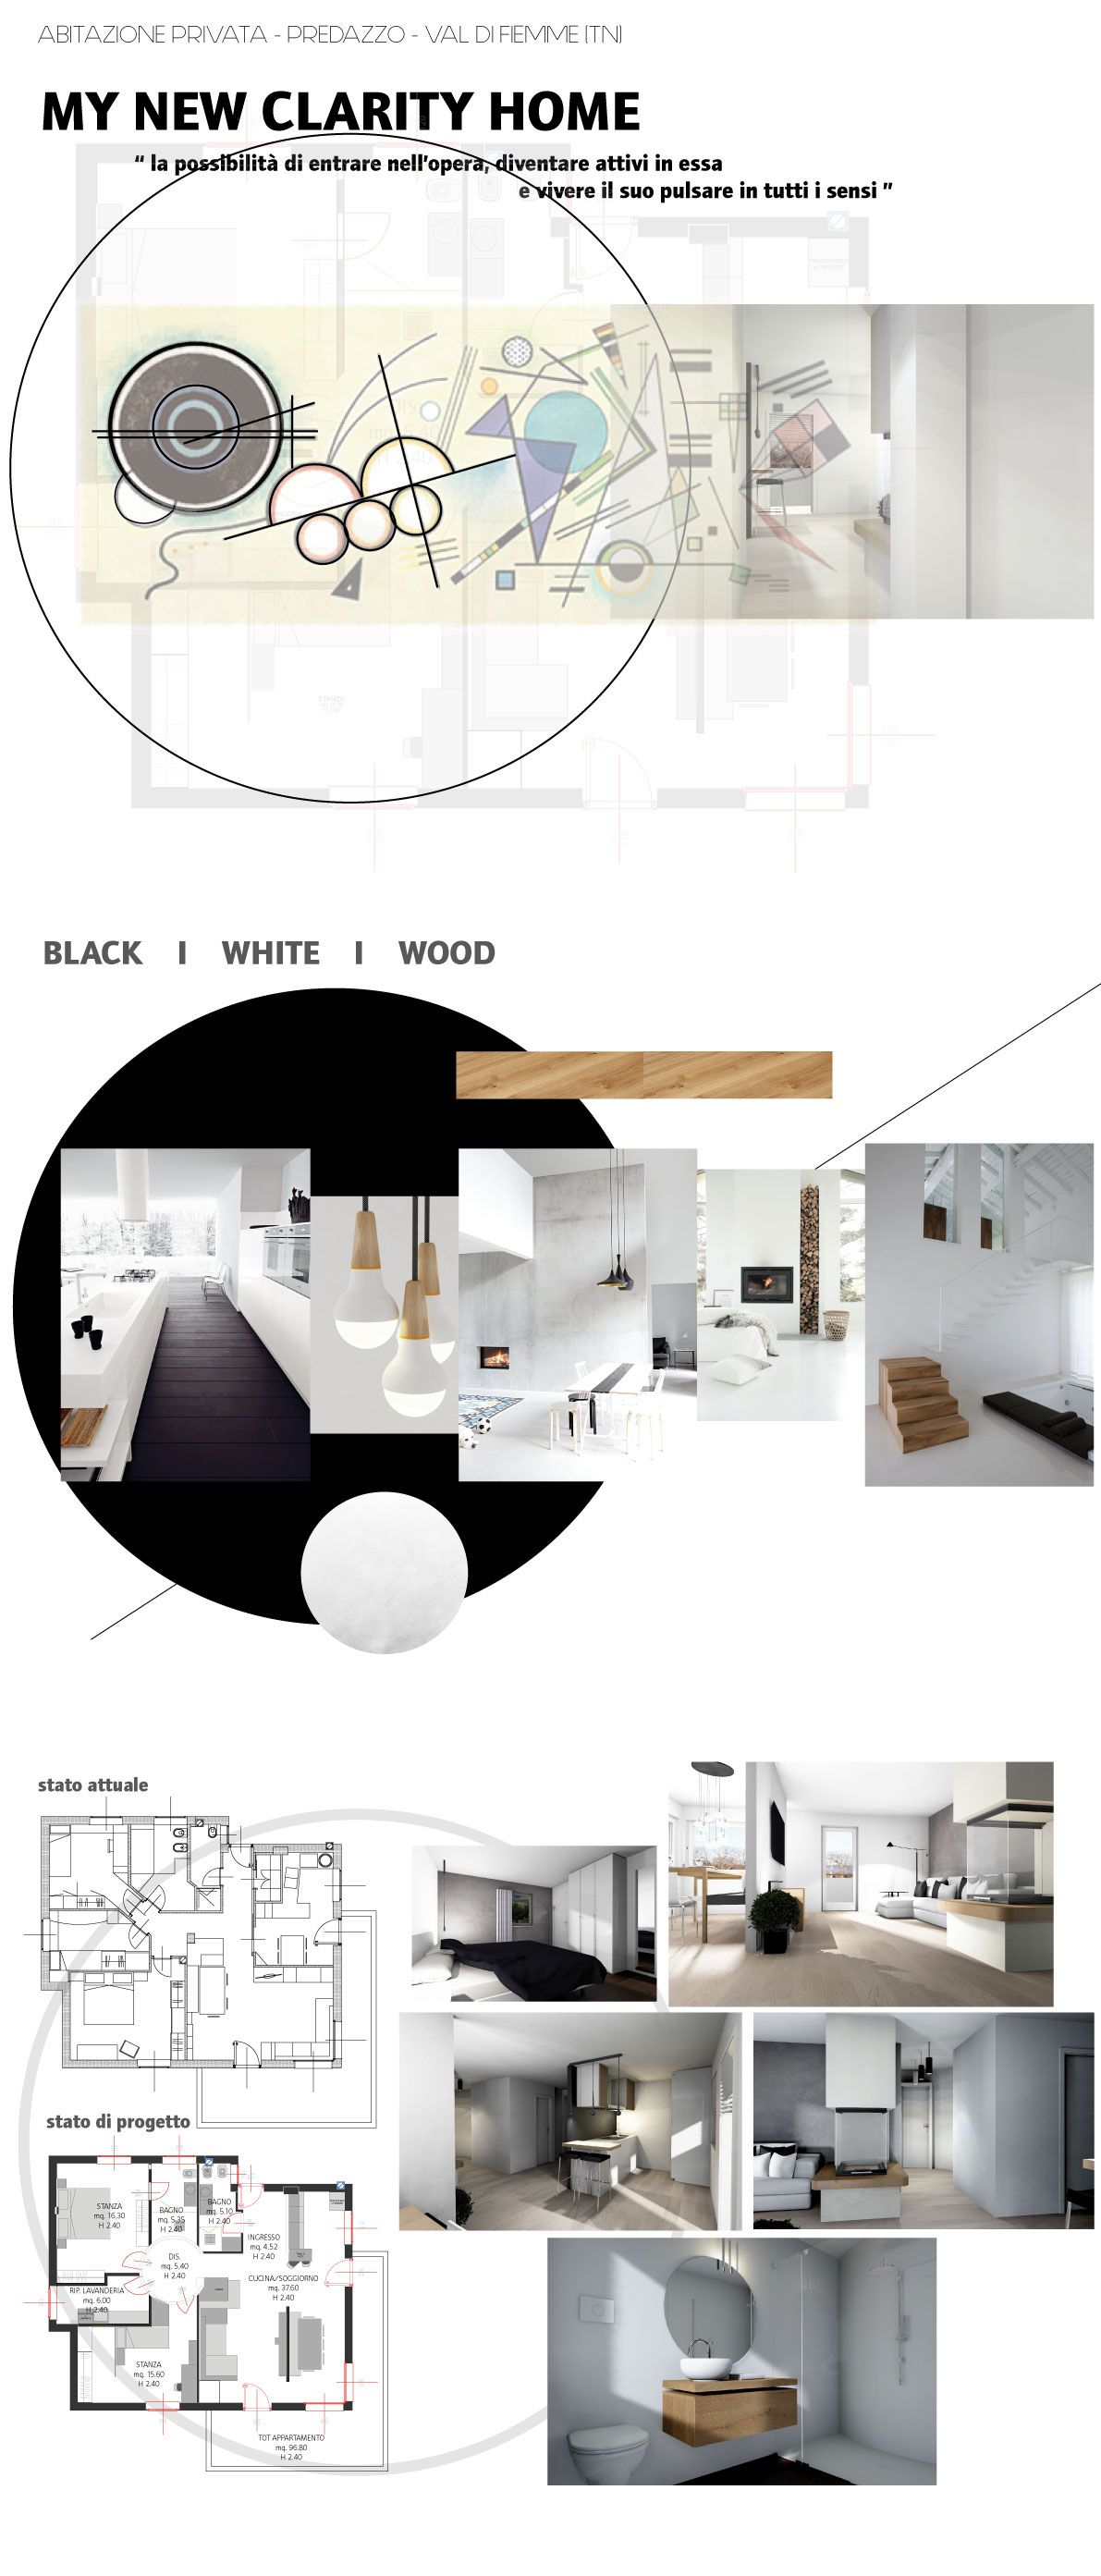 ABITAZIONE PRIVATA - PREDAZZO - VAL DI FIEMME (TN)
MY NEW CLARITY HOME
“ la possibilità di entrare nell’opera, diventare attivi in essa
e vivere il suo pulsare in tutti i sensi ”
STANZA
BLACK I WHITE I WOOD
stato attuale
stato di progetto
STANZA
mq. 16.30
H 2.40
BAGNO
mq. 5.35
H 2.40
BAGNO
mq. 5.10
H 2.40
INGRESSO
mq. 4.52
H 2.40
DIS.
mq. 5.40
H 2.40
CUCINA/SOGGIORNO
mq. 37.60
H 2.40
RIP. LAVANDERIA
mq. 6.00
H 2.40
STANZA
mq. 15.60
H 2.40
TOT APPARTAMENTO
mq. 96.80
H 2.40